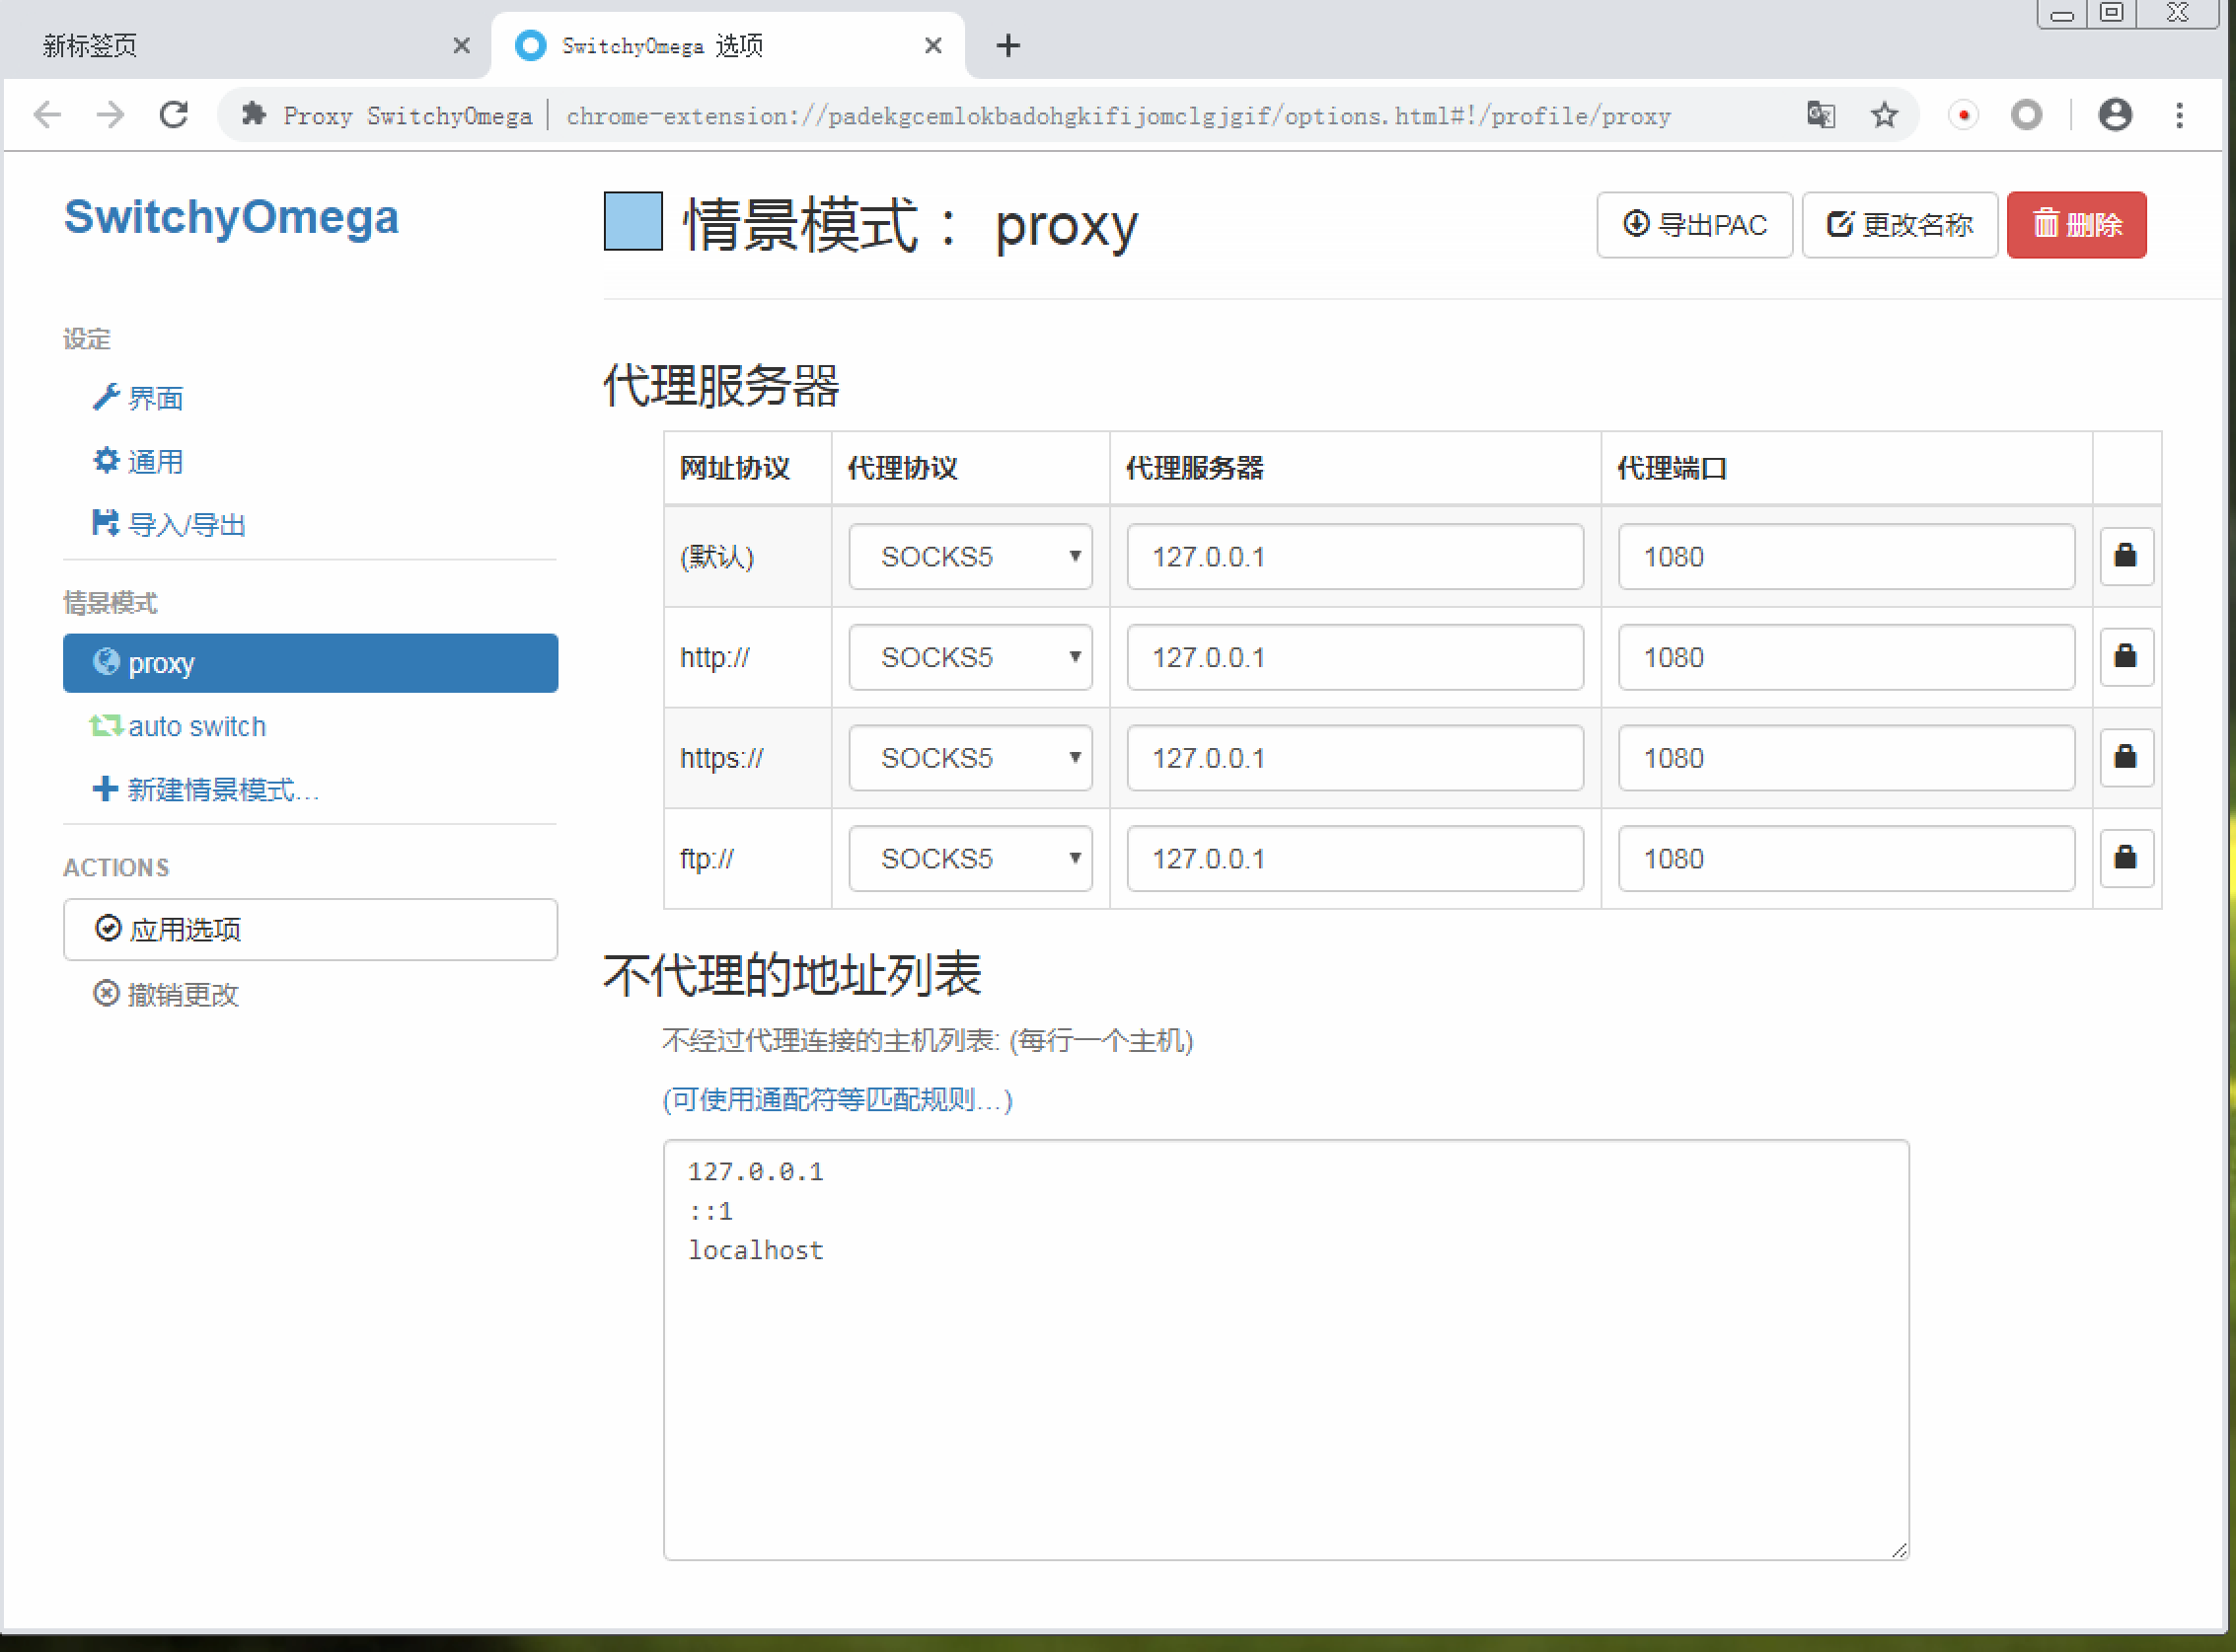 新标签页
SwitchyOmega 选项
Proxy SwitchyOmega
chrome-extension://padekgcemlokbadohgkifijomclgjgif/options.html#!/profile/proxy
SwitchyOmega
情景模式： proxy
导出PAC
更改名称
删除
设定
界面
通用
导入/导出
情景模式
proxy
auto switch
新建情景模式...
ACTIONS
应用选项
撤销更改
代理服务器
网址协议 代理协议 代理服务器 代理端口
(默认) SOCKS5 127.0.0.1 1080
http:// SOCKS5 127.0.0.1 1080
https:// SOCKS5 127.0.0.1 1080
ftp:// SOCKS5 127.0.0.1 1080
不代理的地址列表
不经过代理连接的主机列表: (每行一个主机)
(可使用通配符等匹配规则...)
127.0.0.1
::1
localhost